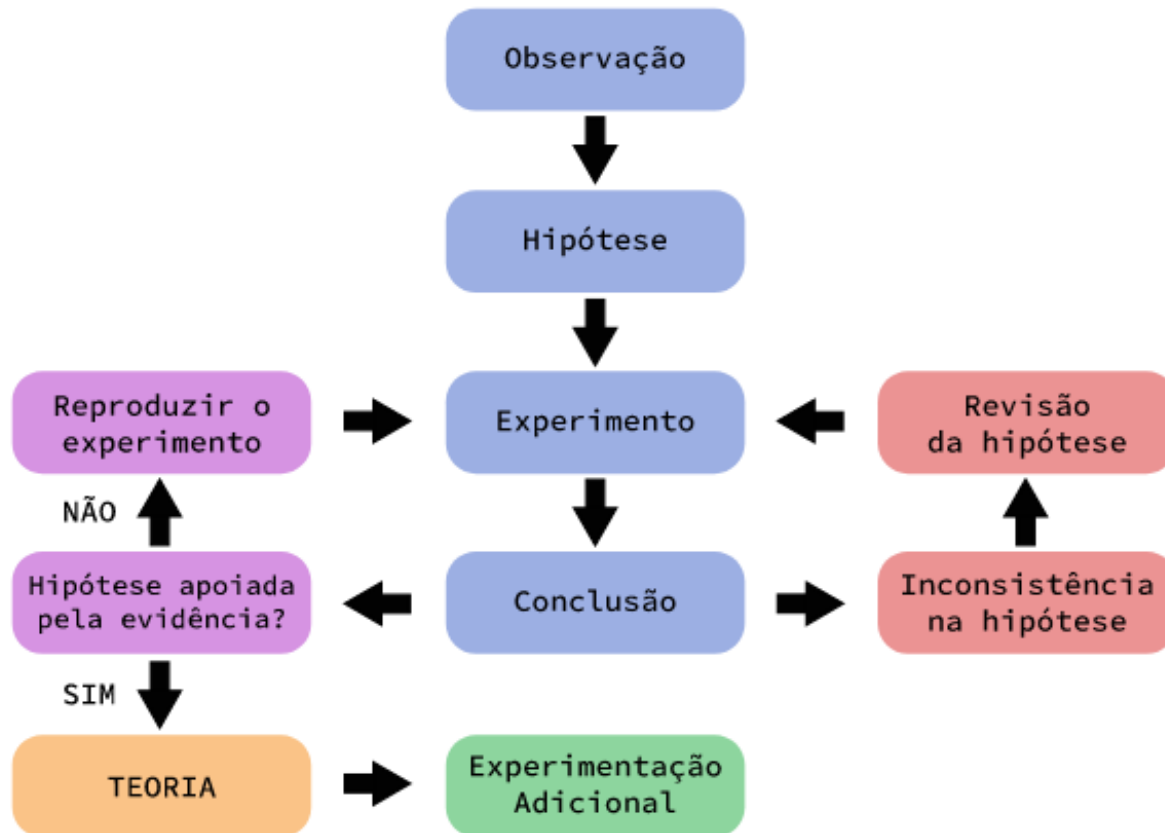 Observação
Hipótese
Reproduzir o
experimento
Experimento
Revisão
da hipótese
NÃO
Hipótese apoiada
pela evidência?
Conclusão
Inconsistência
na hipótese
SIM
TEORIA
Experimentação
Adicional